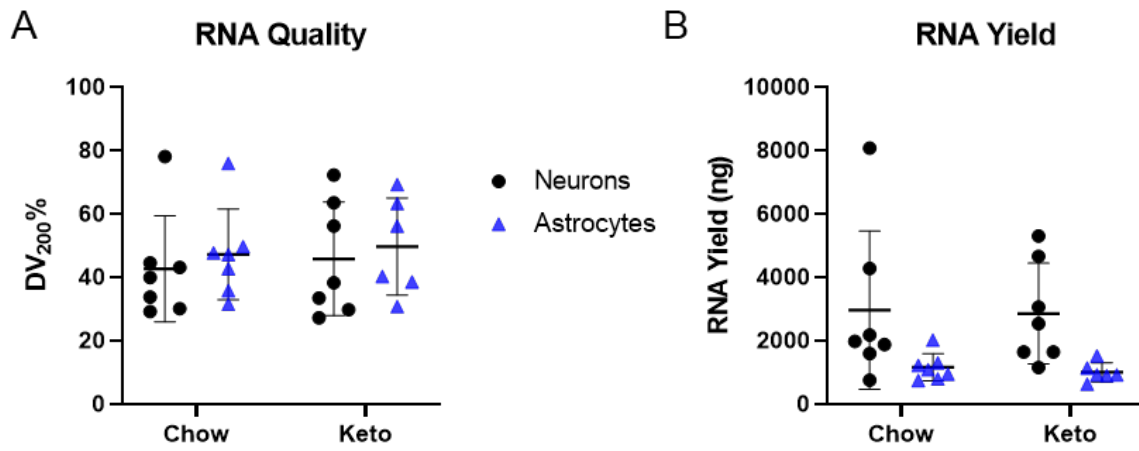 A
RNA Quality
DV200%
100
80
60
40
20
0
Chow
Keto
Neurons
Astrocytes
B
RNA Yield
RNA Yield (ng)
10000
8000
6000
4000
2000
0
Chow
Keto